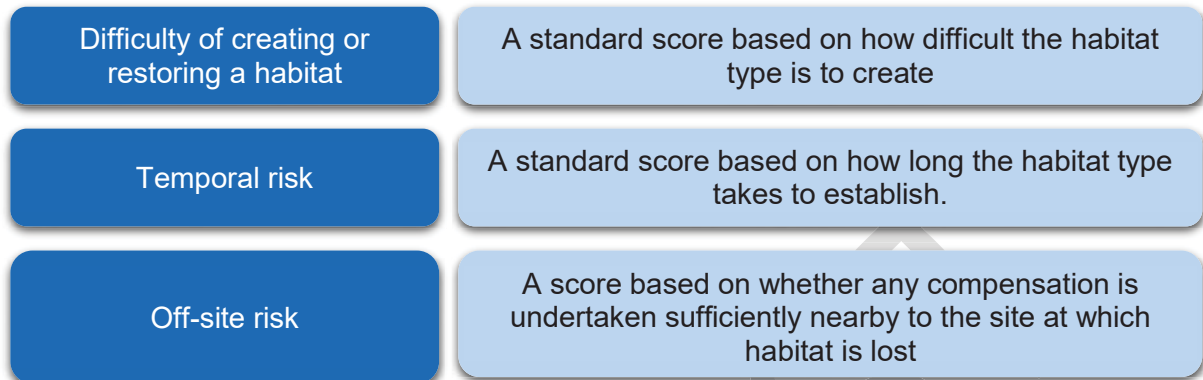 Difficulty of creating or
restoring a habitat
A standard score based on how difficult the habitat
type is to create
Temporal risk
A standard score based on how long the habitat type
takes to establish.
Off-site risk
A score based on whether any compensation is
undertaken sufficiently nearby to the site at which
habitat is lost